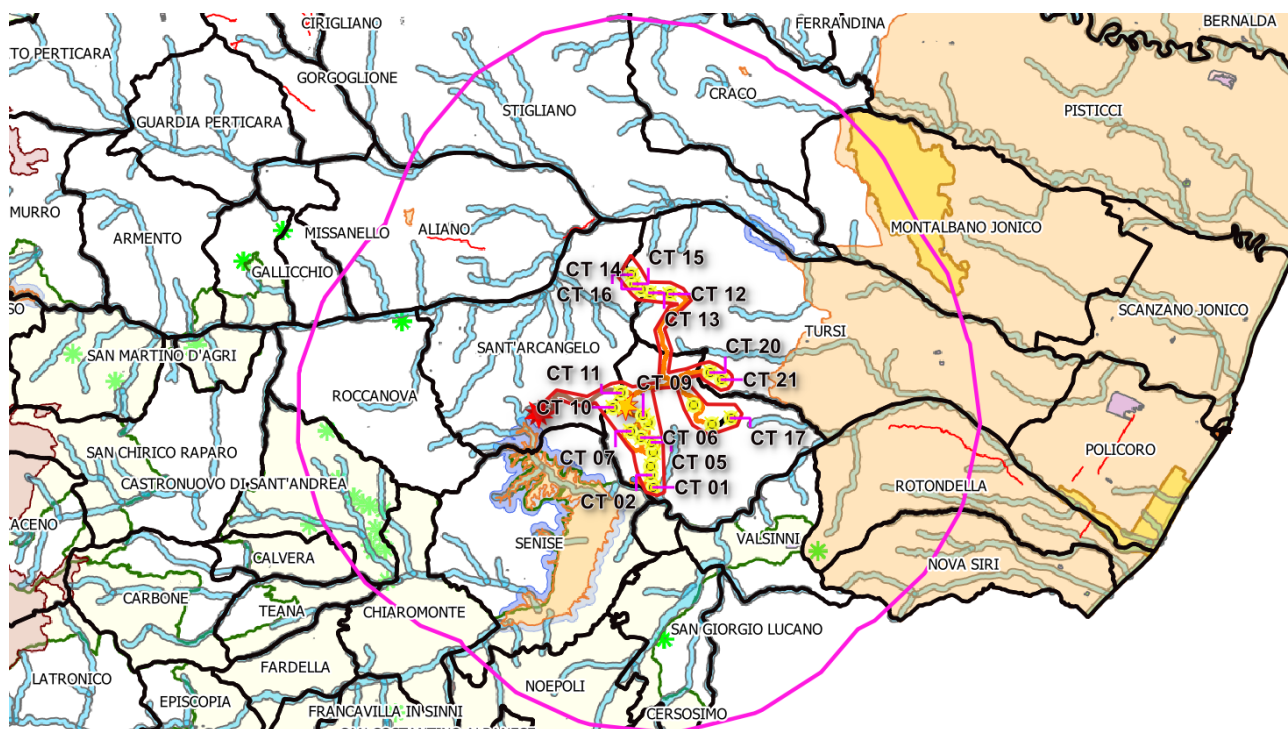 CIRIGLIANO
FERRANDINA
BERNALDA
TO PERTICARA
GORGOGLIONE
CRACO
STIGLIANO
PISTICCI
GUARDIA PERTICARA
MURRO
ARMENTO
MISSANELLO
ALIANO
MONTALBANO JONICO
GALLICCHIO
CT 15
CT 14
CT 16
CT 12
SO
CT 13
SCANZANO JONICO
TURSI
SANT'ARCANGELO
SAN MARTINO D'AGRI
CT 20
CT 11
CT 09
CT 21
ROCCANOVA
CT 10
CT 06
CT 17
SAN CHIRICO RAPARO
CT 07
CT 05
POLICORO
CASTRONUOVO DI SANT'ANDREA
CT 01
ROTONDELLA
CT 02
ACENO
SENISE
VALSINNI
CALVERA
NOVA SIRI
CARBONE
TEANA
CHIAROMONTE
SAN GIORGIO LUCANO
FARDELLA
LATRONICO
NOEPOLI
EPISCOPIA
FRANCAVILLA IN SINNI
CERSOSIMO